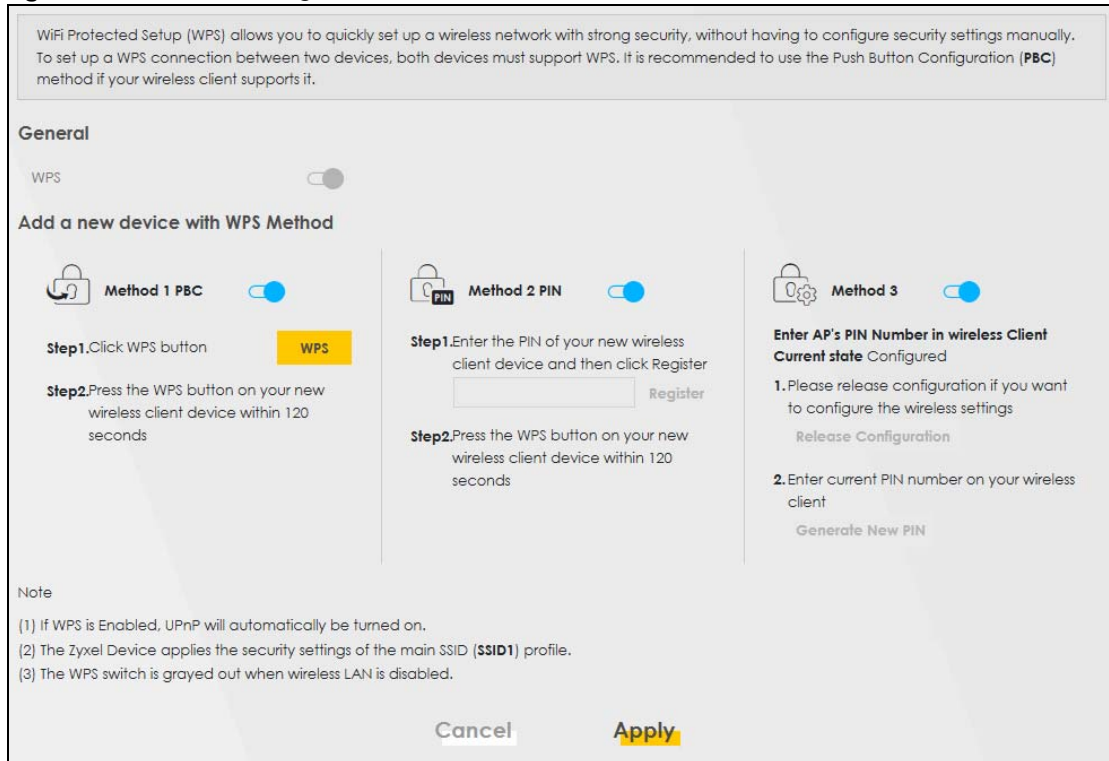 WiFi Protected Setup (WPS) allows you to quickly set up a wireless network with strong security, without having to configure security settings manually.
To set up a WPS connection between two devices, both devices must support WPS. It is recommended to use the Push Button Configuration (PBC)
method if your wireless client supports it.
General
WPS
Add a new device with WPS Method
Method 1 PBC
Step1.Click WPS button
WPS
Step2.Press the WPS button on your new
wireless client device within 120
seconds
PIN
Method 2 PIN
Step1.Enter the PIN of your new wireless
client device and then click Register
Register
Step2.Press the WPS button on your new
wireless client device within 120
seconds
Method 3
Enter AP's PIN Number in wireless Client
Current state Configured
1. Please release configuration if you want
to configure the wireless settings
Release Configuration
2. Enter current PIN number on your wireless
client
Generate New PIN
Note
(1) If WPS is Enabled, UPnP will automatically be turned on.
(2) The Zyxel Device applies the security settings of the main SSID (SSID1) profile.
(3) The WPS switch is grayed out when wireless LAN is disabled.
Cancel
Apply